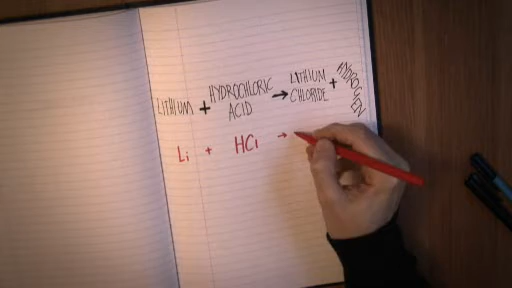 LITHIUM + HYDROCHLORIC ACID → LITHIUM CHLORIDE + HYDROGEN
Li + HCl →